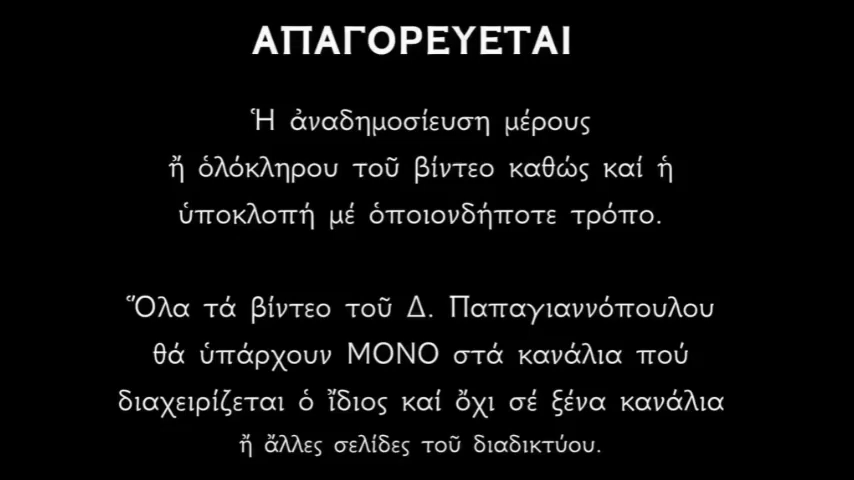 ΑΠΑΓΟΡΕΥΕΤΑΙ
Ἡ ἀναδημοσίευση μέρους
ἤ ὁλόκληρου τοῦ βίντεο καθώς καί ἡ
ὑποκλοπή μέ ὁποιονδήποτε τρόπο.
Ὅλα τά βίντεο τοῦ Δ. Παπαγιαννόπουλου
θά ὑπάρχουν ΜΟΝΟ στά κανάλια πού
διαχειρίζεται ὁ ἴδιος καί ὄχι σέ ξένα κανάλια
ἤ ἄλλες σελίδες τοῦ διαδικτύου.